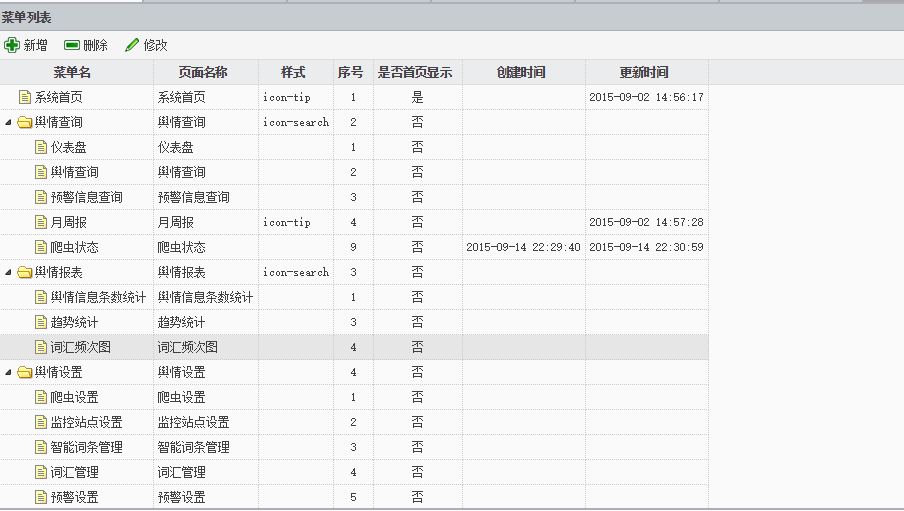 菜单列表
新增 删除 修改
菜单名 页面名称 样式 序号 是否首页显示 创建时间 更新时间
系统首页 系统首页 icon-tip 1 是 2015-09-02 14:56:17
舆情查询 舆情查询 icon-search 2 否
仪表盘 仪表盘 1 否
舆情查询 舆情查询 2 否
预警信息查询 预警信息查询 3 否
月周报 月周报 icon-tip 4 否 2015-09-02 14:57:28
爬虫状态 爬虫状态 9 否 2015-09-14 22:29:40 2015-09-14 22:30:59
舆情报表 舆情报表 icon-search 3 否
舆情信息条数统计 舆情信息条数统计 1 否
趋势统计 趋势统计 3 否
词汇频次图 词汇频次图 4 否
舆情设置 舆情设置 4 否
爬虫设置 爬虫设置 1 否
监控站点设置 监控站点设置 2 否
智能词条管理 智能词条管理 3 否
词汇管理 词汇管理 4 否
预警设置 预警设置 5 否